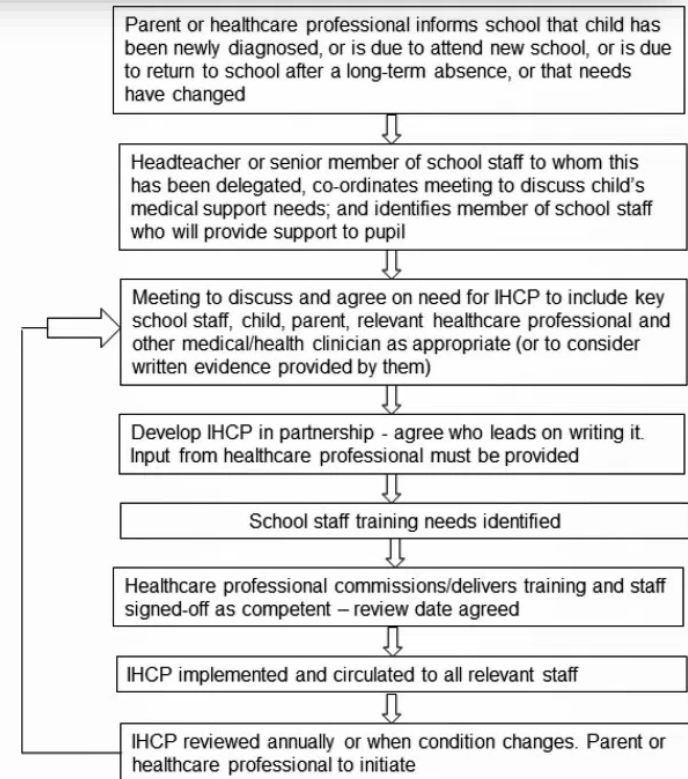 Parent or healthcare professional informs school that child has
been newly diagnosed, or is due to attend new school, or is due
to return to school after a long-term absence, or that needs
have changed
Headteacher or senior member of school staff to whom this
has been delegated, co-ordinates meeting to discuss child's
medical support needs; and identifies member of school staff
who will provide support to pupil
Meeting to discuss and agree on need for IHCP to include key
school staff, child, parent, relevant healthcare professional and
other medical/health clinician as appropriate (or to consider
written evidence provided by them)
Develop IHCP in partnership - agree who leads on writing it.
Input from healthcare professional must be provided
School staff training needs identified
Healthcare professional commissions/delivers training and staff
signed-off as competent – review date agreed
IHCP implemented and circulated to all relevant staff
IHCP reviewed annually or when condition changes. Parent or
healthcare professional to initiate